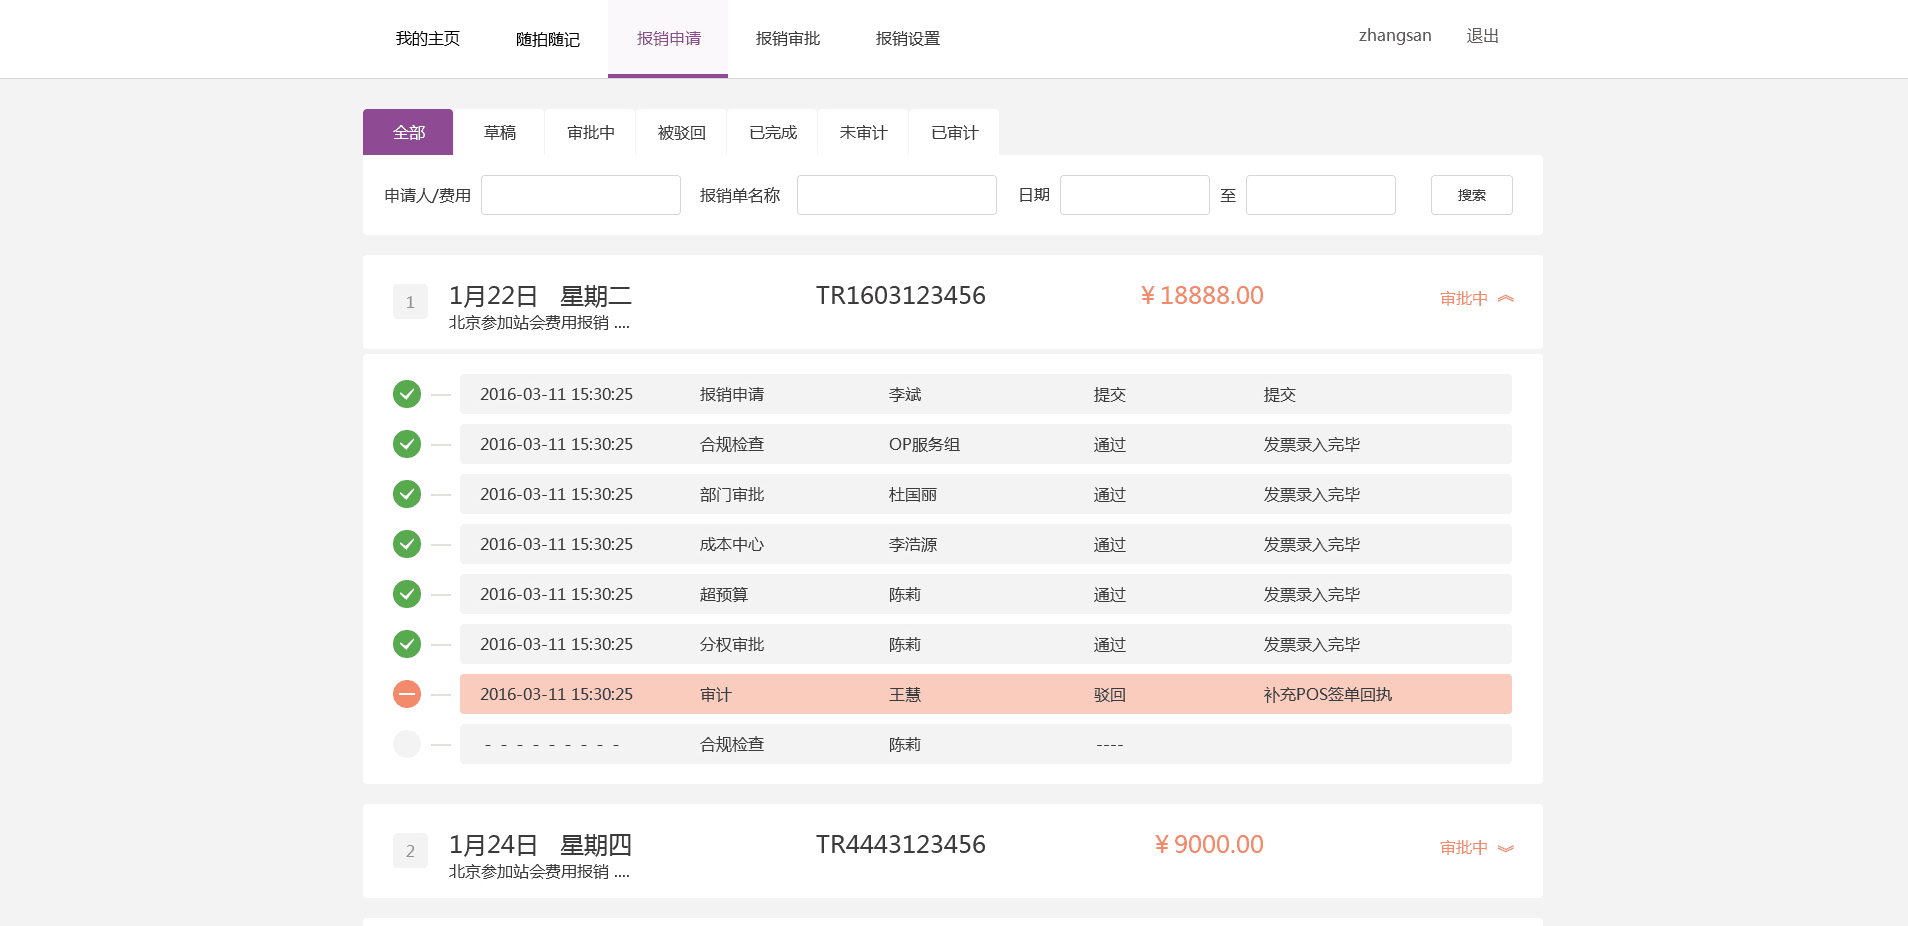 我的主页 随拍随记 报销申请 报销审批 报销设置 zhangsan 退出
全部 草稿 审批中 被驳回 已完成 未审计 已审计
申请人/费用 报销单名称 日期 至 搜索
1 1月22日 星期二 TR1603123456 ¥18888.00 审批中
北京参加站会费用报销 ....
2016-03-11 15:30:25 报销申请 李斌 提交 提交
2016-03-11 15:30:25 合规检查 OP服务组 通过 发票录入完毕
2016-03-11 15:30:25 部门审批 杜国丽 通过 发票录入完毕
2016-03-11 15:30:25 成本中心 李浩源 通过 发票录入完毕
2016-03-11 15:30:25 超预算 陈莉 通过 发票录入完毕
2016-03-11 15:30:25 分权审批 陈莉 通过 发票录入完毕
2016-03-11 15:30:25 审计 王慧 驳回 补充POS签单回执
- - - - - - - - - 合规检查 陈莉 ----
2 1月24日 星期四 TR4443123456 ¥9000.00 审批中
北京参加站会费用报销 ....